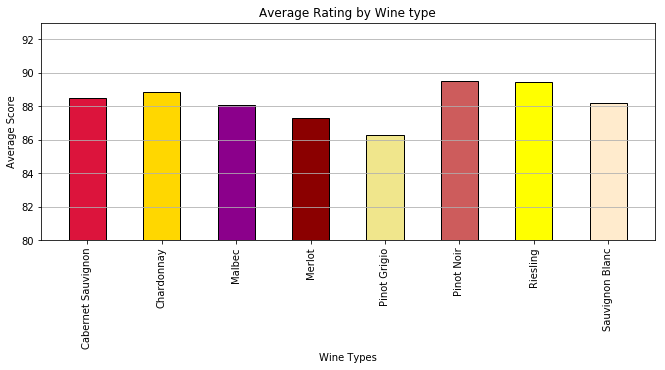 Average Rating by Wine type
Average Score
92
90
88
86
84
82
80
Cabernet Sauvignon
Chardonnay
Malbec
Merlot
Pinot Grigio
Pinot Noir
Riesling
Sauvignon Blanc
Wine Types